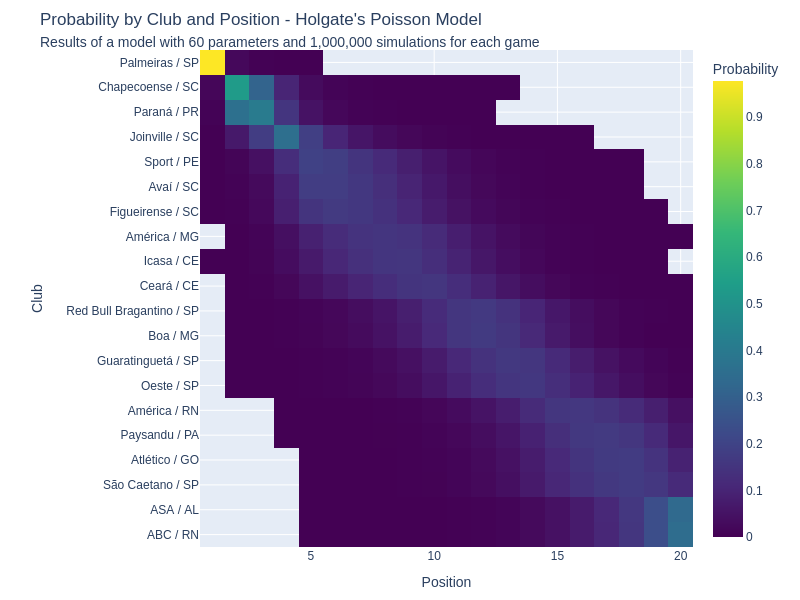 Probability by Club and Position - Holgate's Poisson Model
Results of a model with 60 parameters and 1,000,000 simulations for each game
Probability
Palmeiras / SP
Chapecoense / SC
Paraná / PR
Joinville / SC
Sport / PE
Avaí / SC
Figueirense / SC
América / MG
Icasa / CE
Ceará / CE
Red Bull Bragantino / SP
Boa / MG
Guaratinguetá / SP
Oeste / SP
América / RN
Paysandu / PA
Atlético / GO
São Caetano / SP
ASA / AL
ABC / RN
Club
5
10
15
20
Position
0.9
0.8
0.7
0.6
0.5
0.4
0.3
0.2
0.1
0